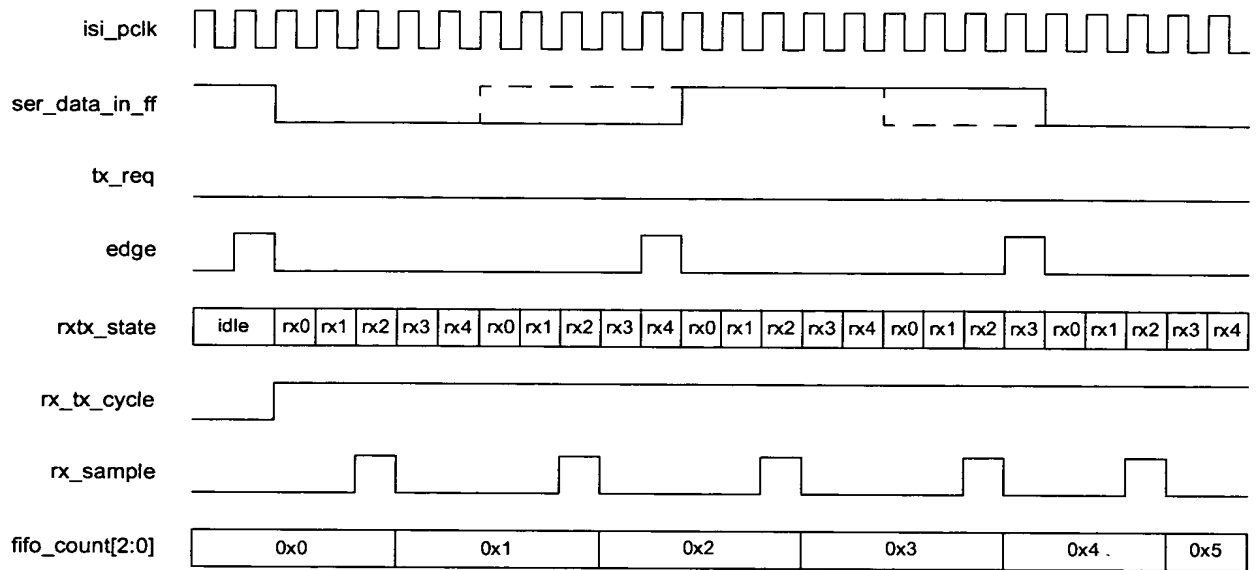 isi_pclk
ser_data_in_ff
tx_req
edge
rxtx_state idle rx0 rx1 rx2 rx3 rx4 rx0 rx1 rx2 rx3 rx4 rx0 rx1 rx2 rx3 rx4 rx0 rx1 rx2 rx3 rx0 rx1 rx2 rx3 rx4
rx_tx_cycle
rx_sample
fifo_count[2:0] 0x0 0x1 0x2 0x3 0x4 0x5